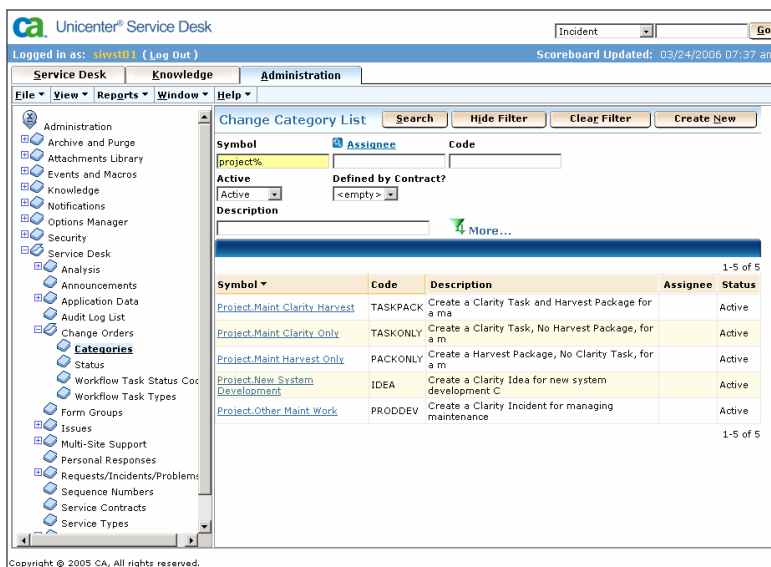 ca Unicenter® Service Desk
Incident
Go
Logged in as: siwst01 ( Log Out )
Scoreboard Updated: 03/24/2006 07:37 am
Service Desk
Knowledge
Administration
File View Reports Window Help
Administration
Archive and Purge
Attachments Library
Events and Macros
Knowledge
Notifications
Options Manager
Security
Service Desk
Analysis
Announcements
Application Data
Audit Log List
Change Orders
Categories
Status
Workflow Task Status Cod
Workflow Task Types
Form Groups
Issues
Multi-Site Support
Personal Responses
Requests/Incidents/Problems
Sequence Numbers
Service Contracts
Service Types
Change Category List
Search
Hide Filter
Clear Filter
Create New
Symbol Assignee Code
project%
Active Defined by Contract?
Active <empty>
Description
More...
1-5 of 5
Symbol Code Description Assignee Status
Project.Maint Clarity Harvest TASKPACK Create a Clarity Task and Harvest Package for a ma Active
Project.Maint Clarity Only TASKONLY Create a Clarity Task, No Harvest Package, for a m Active
Project.Maint Harvest Only PACKONLY Create a Harvest Package, No Clarity Task, for a m Active
Project.New System Development IDEA Create a Clarity Idea for new system development C Active
Project.Other Maint Work PRODDEV Create a Clarity Incident for managing maintenance Active
1-5 of 5
Copyright © 2005 CA, All rights reserved.